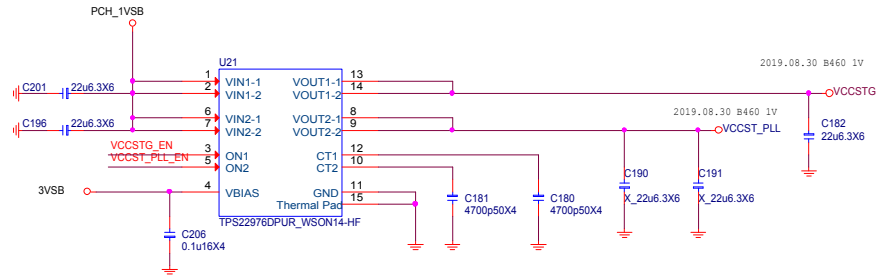 PCH_1VSB
U21
2019.08.30 B460 1V
C201 22u6.3X6
1 VIN1-1 VOUT1-1 13
2 VIN1-2 VOUT1-2 14
VCCSTG
2019.08.30 B460 1V
C196 22u6.3X6
6 VIN2-1 VOUT2-1 8
7 VIN2-2 VOUT2-2 9
VCCST_PLL
C182
22u6.3X6
VCCSTG_EN
3 ON1 CT1 12
VCCST_PLL_EN
5 ON2 CT2 10
C190
X_22u6.3X6
C191
X_22u6.3X6
3VSB
4 VBIAS GND 11
Thermal Pad 15
C181
4700p50X4
C180
4700p50X4
TPS22976DPUR_WSON14-HF
C206
0.1u16X4